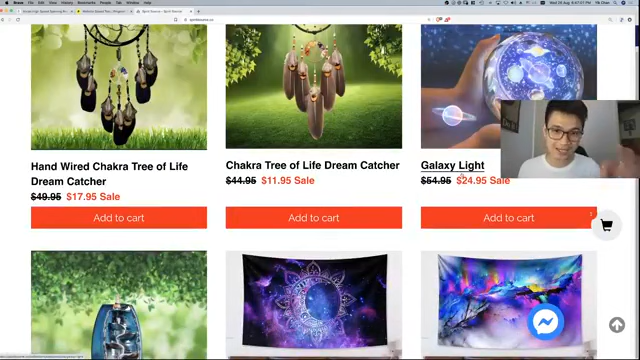 Hand Wired Chakra Tree of Life
Dream Catcher
$49.95 $17.95 Sale
Add to cart
Chakra Tree of Life Dream Catcher
$44.95 $11.95 Sale
Add to cart
Galaxy Light
$54.95 $24.95 Sale
Add to cart